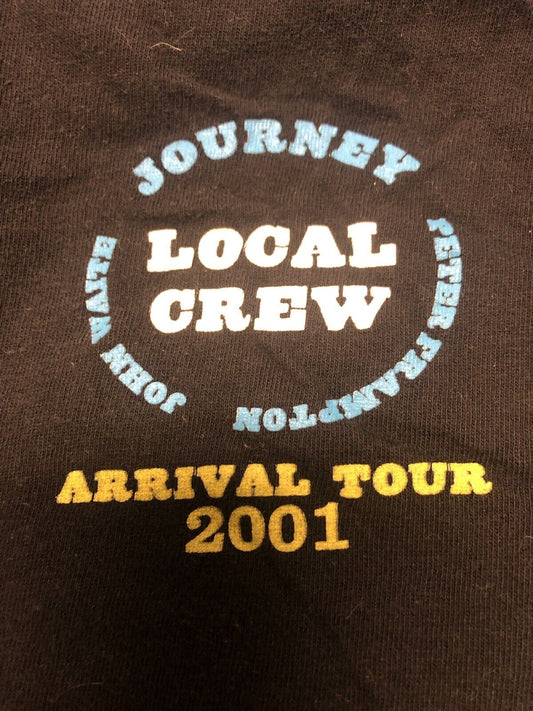 JOURNEY
PETER FRAMPTON
JOHN WAITE
LOCAL
CREW
ARRIVAL TOUR
2001